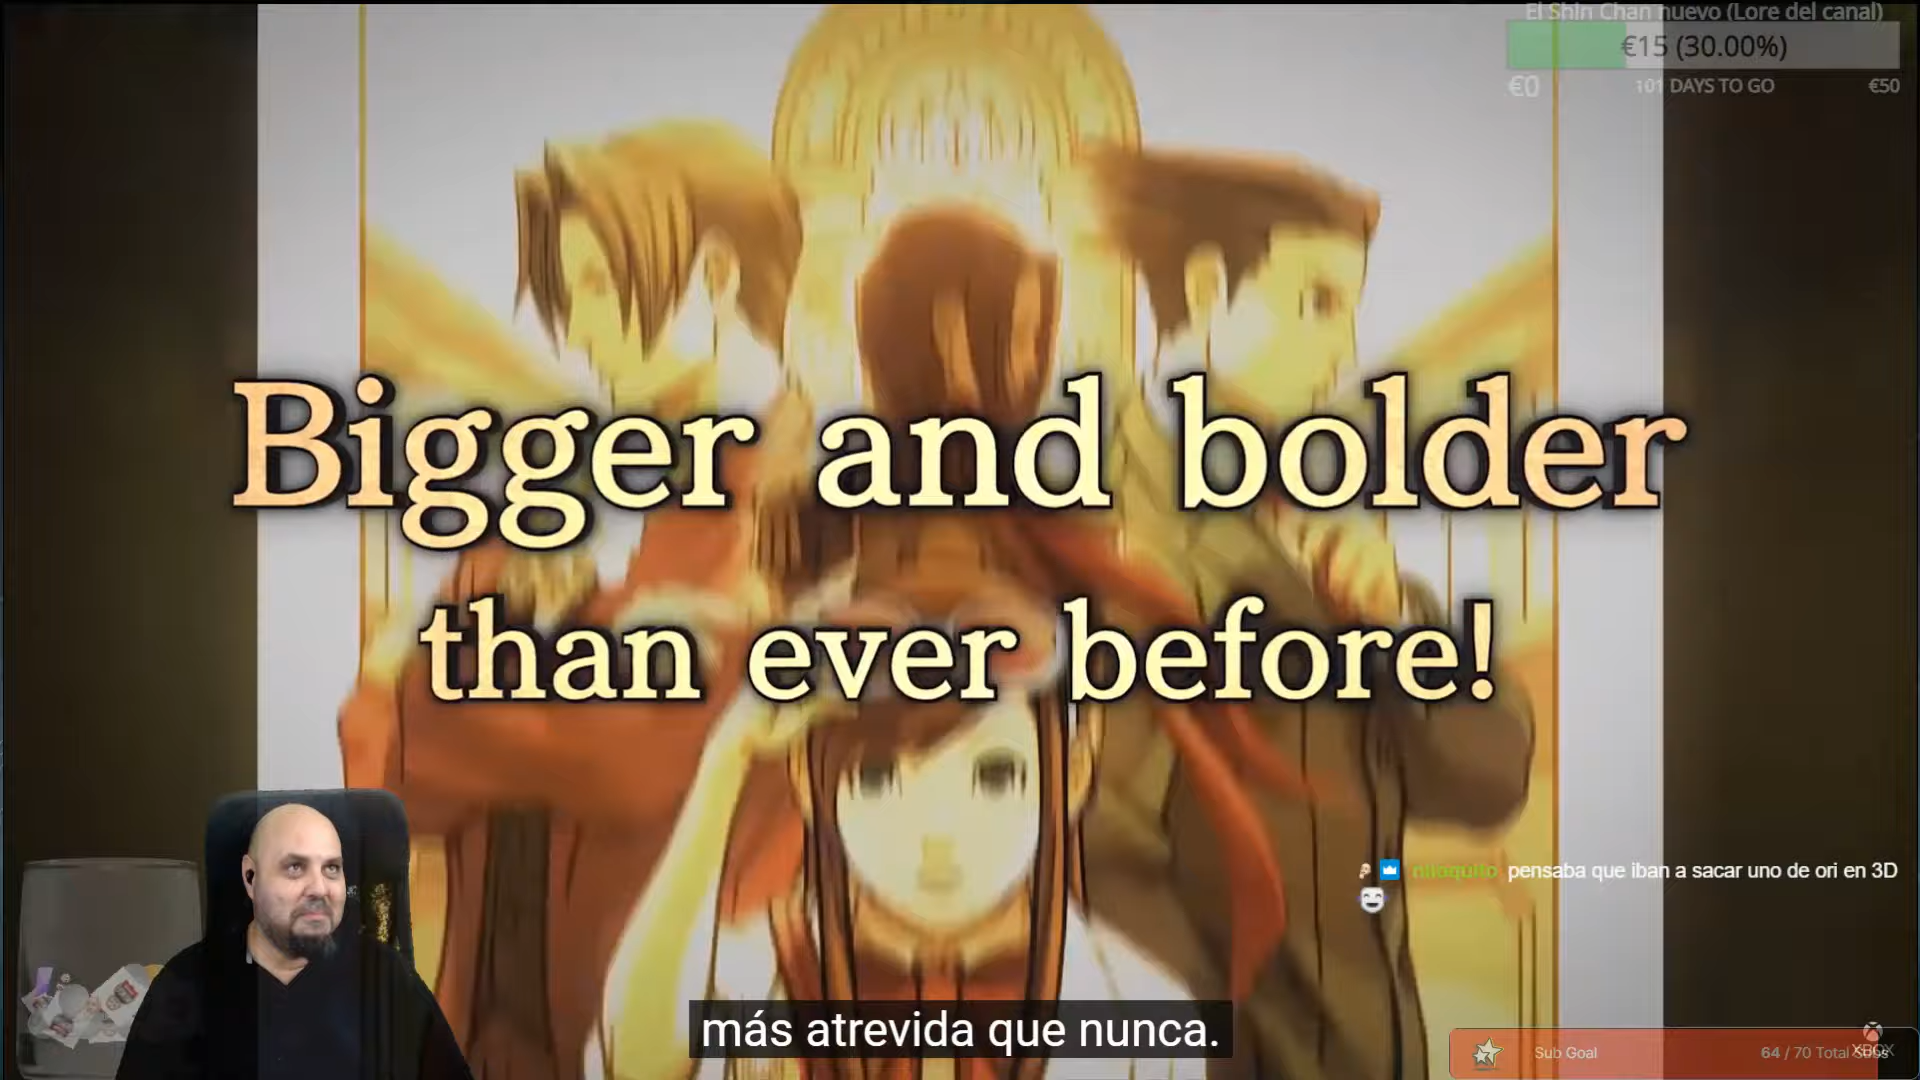 El Shin Chan nuevo (Lore del canal)
€15 (30.00%)
€0 101 DAYS TO GO €50
Bigger and bolder
than ever before!
pensaba que iban a sacar uno de ori en 3D
más atrevida que nunca.
Sub Goal 64 / 70 Total Subs
XBOX